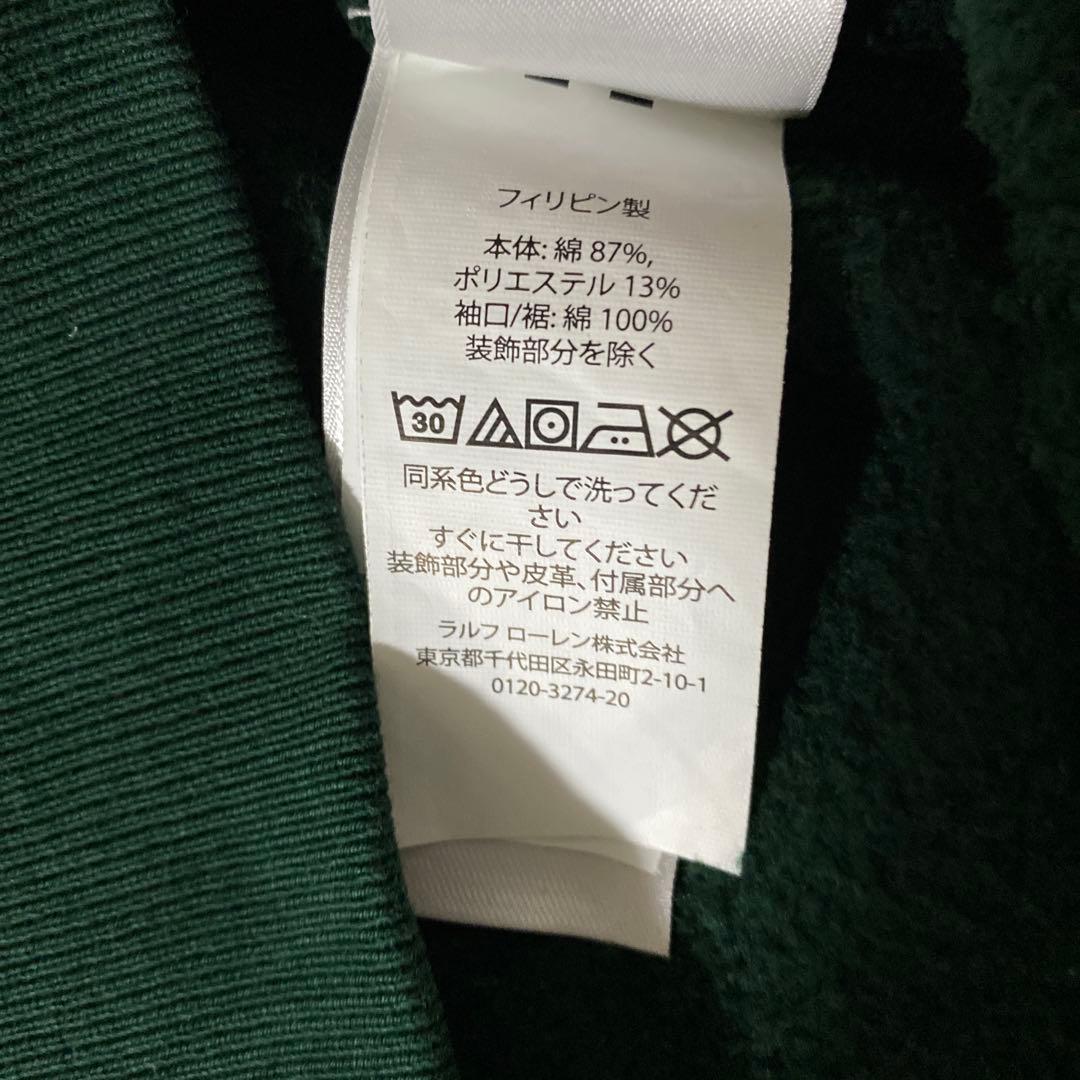 フィリピン製
本体: 綿 87%,
ポリエステル 13%
袖口/裾: 綿 100%
装飾部分を除く
30
同系色どうしで洗ってくだ
さい
すぐに干してください
装飾部分や皮革、付属部分へ
のアイロン禁止
ラルフ ローレン株式会社
東京都千代田区永田町2-10-1
0120-3274-20